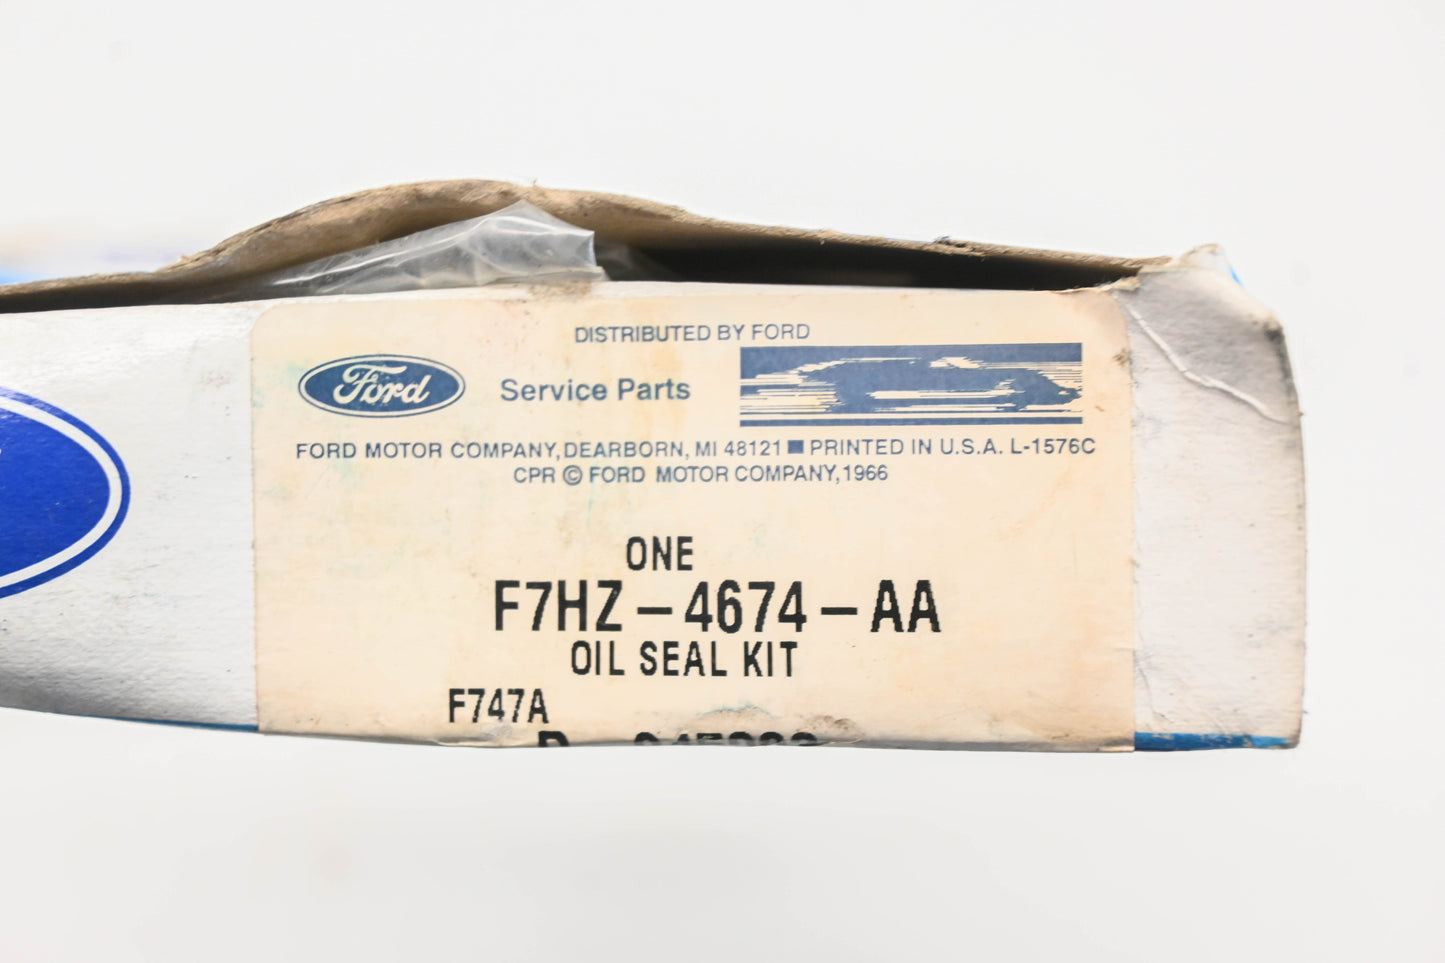 DISTRIBUTED BY FORD
Ford Service Parts
FORD MOTOR COMPANY, DEARBORN, MI 48121 ■ PRINTED IN U.S.A. L-1576C
CPR © FORD MOTOR COMPANY, 1966
ONE
F7HZ-4674-AA
OIL SEAL KIT
F747A